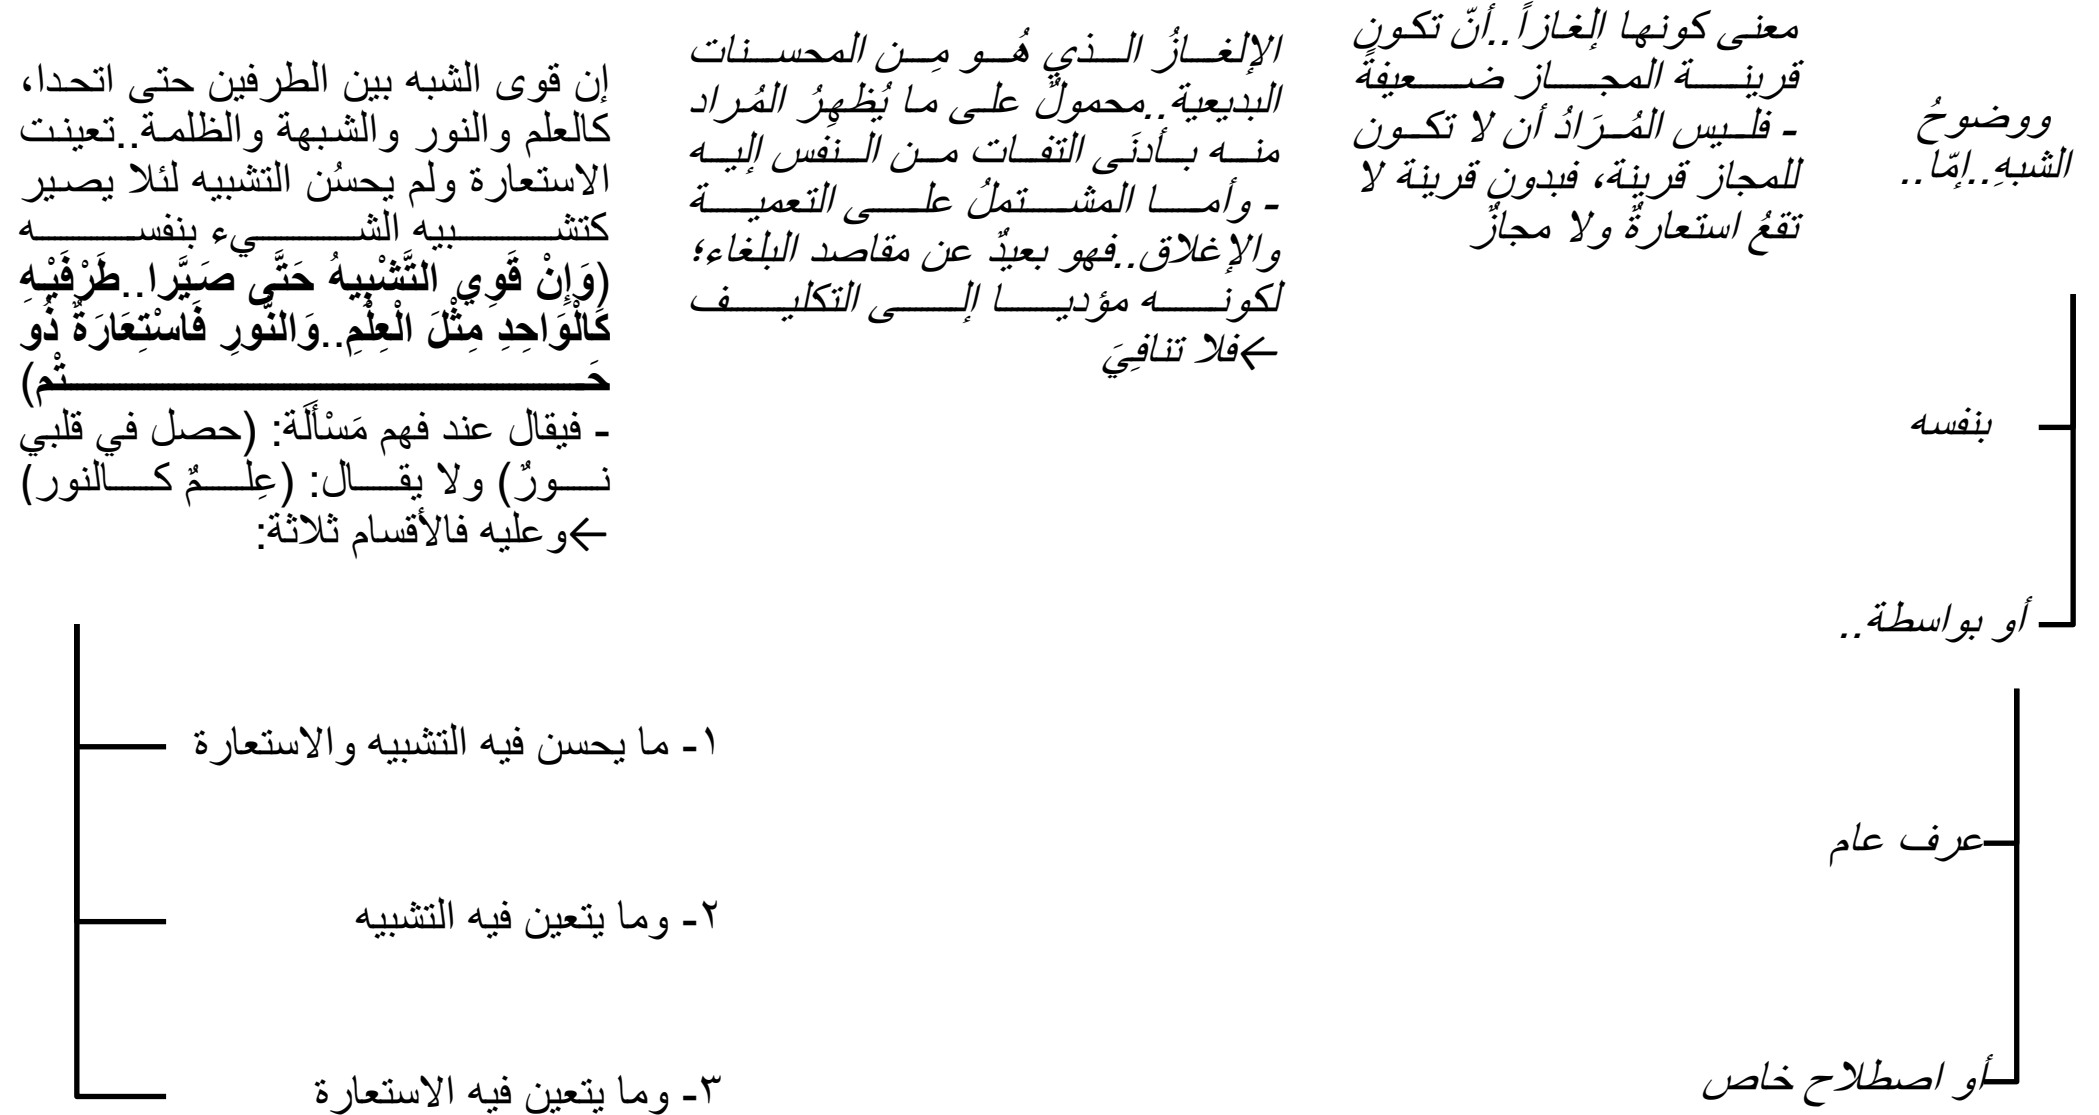 ووضوحُ
الشبهِ..إمّا..
بنفسه
أو بواسطة..
عرف عام
أو اصطلاح خاص
معنى كونها إلغازاً..أنّ تكون
قرينة المجاز ضعيفةً
- فليس المُرَادُ أن لا تكون
للمجاز قرينة، فبدون قرينة لا
تقعُ استعارةٌ ولا مجازٌ
الإلغازُ الذي هُو مِن المحسنات
البديعية..محمولٌ على ما يُظهِرُ المُراد
منه بأدنَى التفات من النفس إليه
- وأما المشتملُ على التعمية
والإغلاق..فهو بعيدٌ عن مقاصد البلغاء؛
لكونه مؤديا إلى التكليف
←فلا تنافِيَ
إن قوى الشبه بين الطرفين حتى اتحدا،
كالعلم والنور والشبهة والظلمة..تعينت
الاستعارة ولم يحسُن التشبيه لئلا يصير
كتشبيه الشيء بنفسه
(وَإِنْ قَوِي التَّشْبِيهُ حَتَّى صَيَّرا..طَرْفَيْهِ
كَالْوَاحِدِ مِثْلَ الْعِلْمِ..وَالنُّورِ فَاسْتِعَارَةٌ ذُو
حَتْم)
- فيقال عند فهم مَسْأَلَة: (حصل في قلبي
نورٌ) ولا يقال: (عِلمٌ كالنور)
←وعليه فالأقسام ثلاثة:
١- ما يحسن فيه التشبيه والاستعارة
٢- وما يتعين فيه التشبيه
٣- وما يتعين فيه الاستعارة